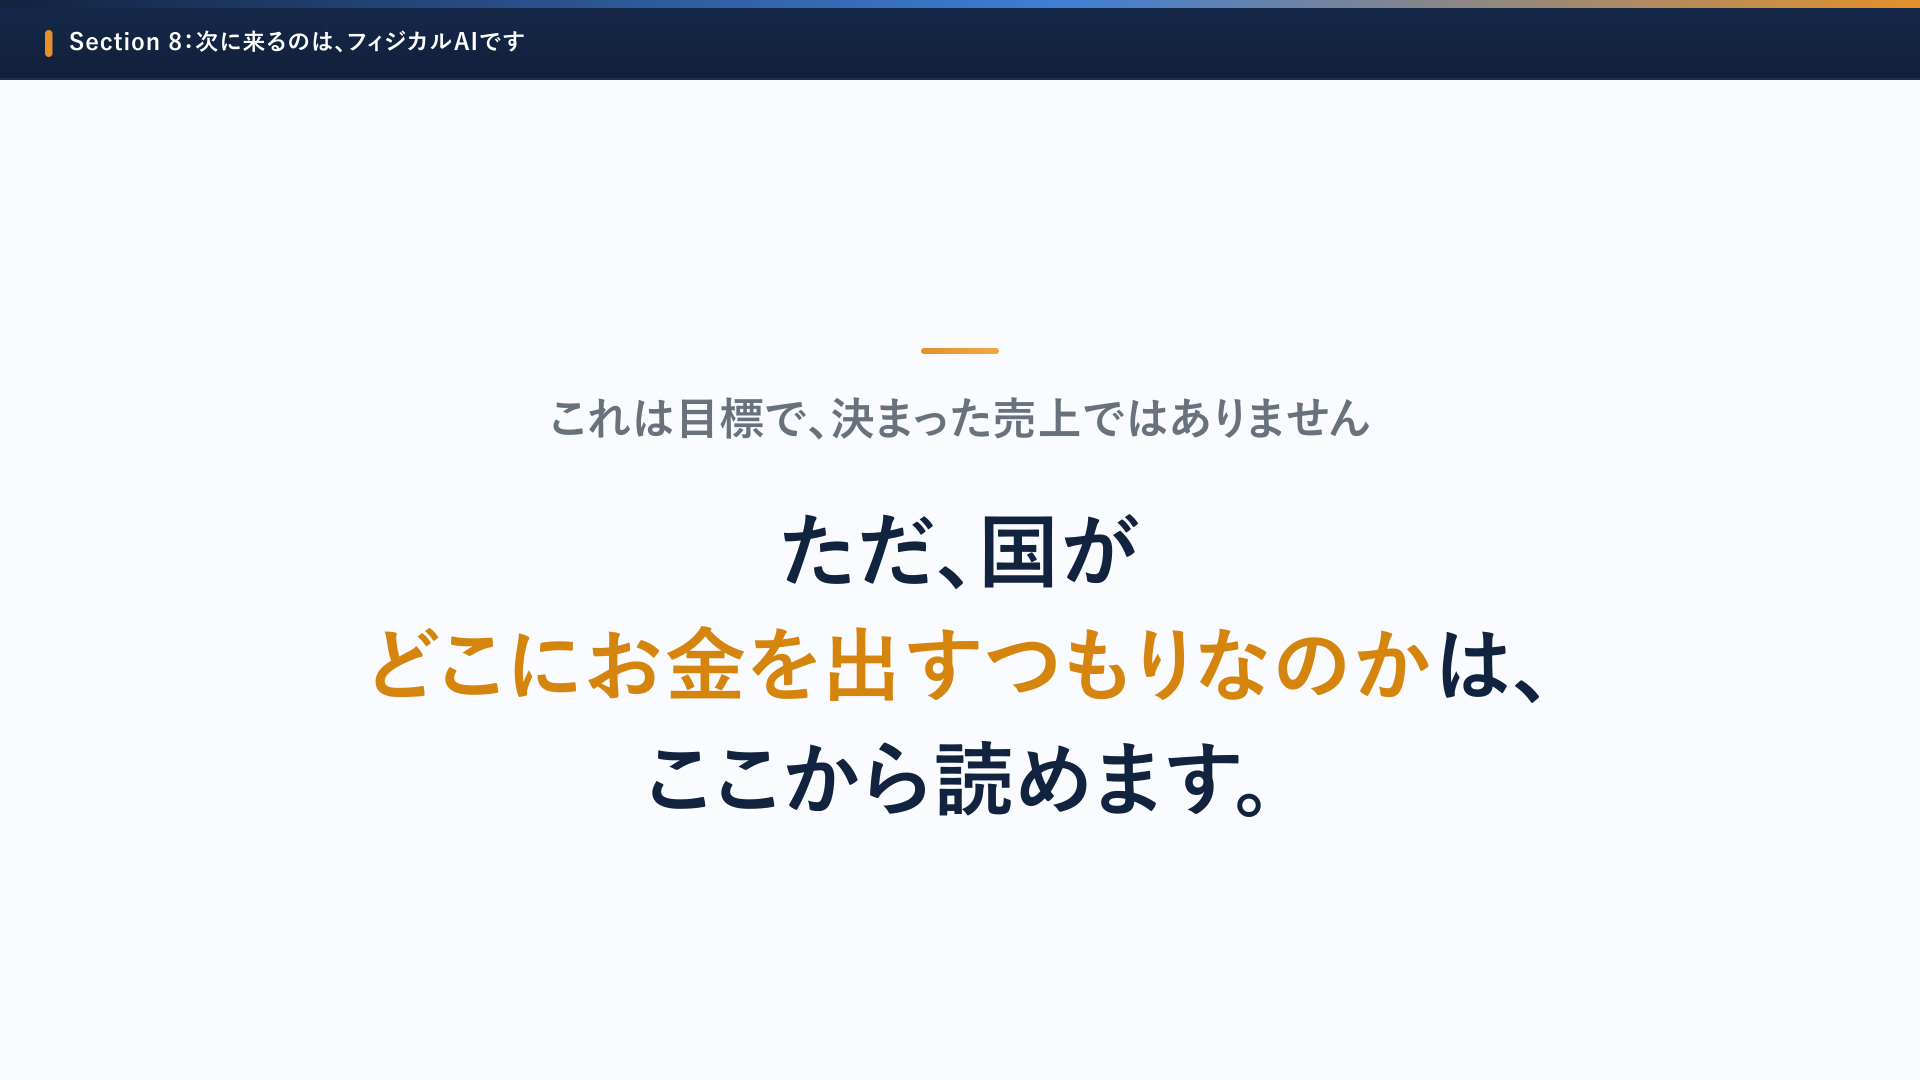 Section 8：次に来るのは、フィジカルAIです
これは目標で、決まった売上ではありません
ただ、国が
どこにお金を出すつもりなのかは、
ここから読めます。